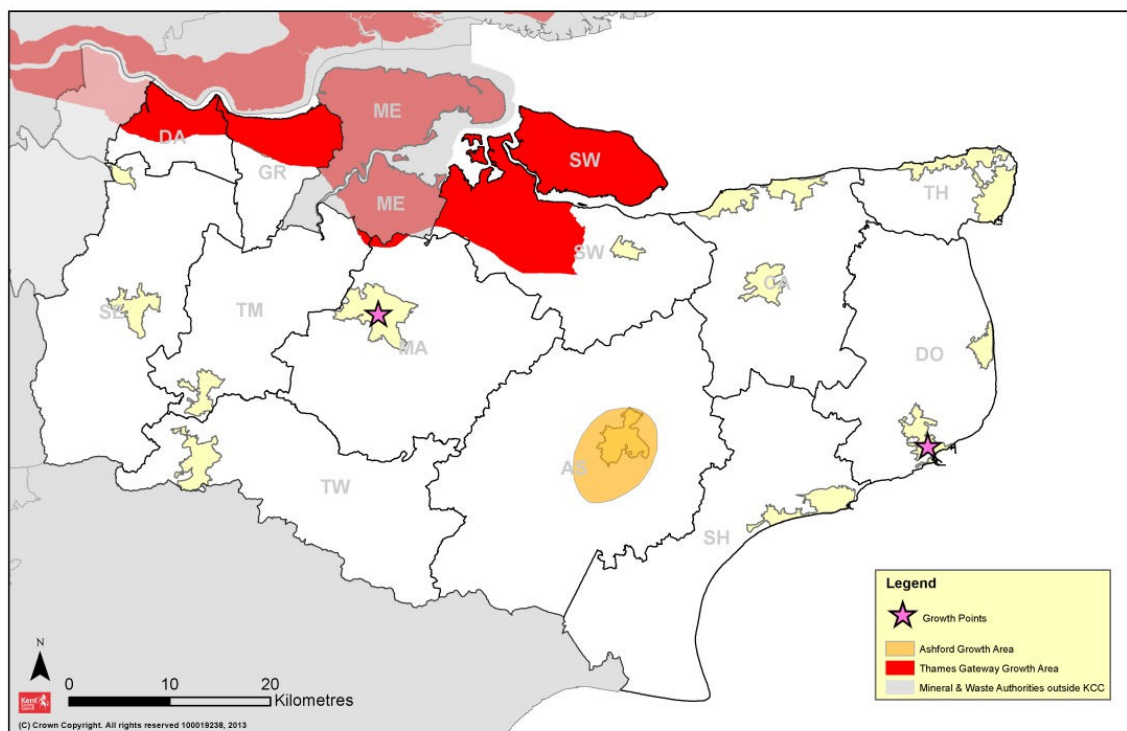 ME
DA
SW
GR
TH
ME
SW
CA
SE
TM
MA
DO
AS
TW
SH
Legend
Growth Points
Ashford Growth Area
Thames Gateway Growth Area
Mineral & Waste Authorities outside KCC
N
0 10 20
Kilometres
Kent
(C) Crown Copyright. All rights reserved 100019238, 2013